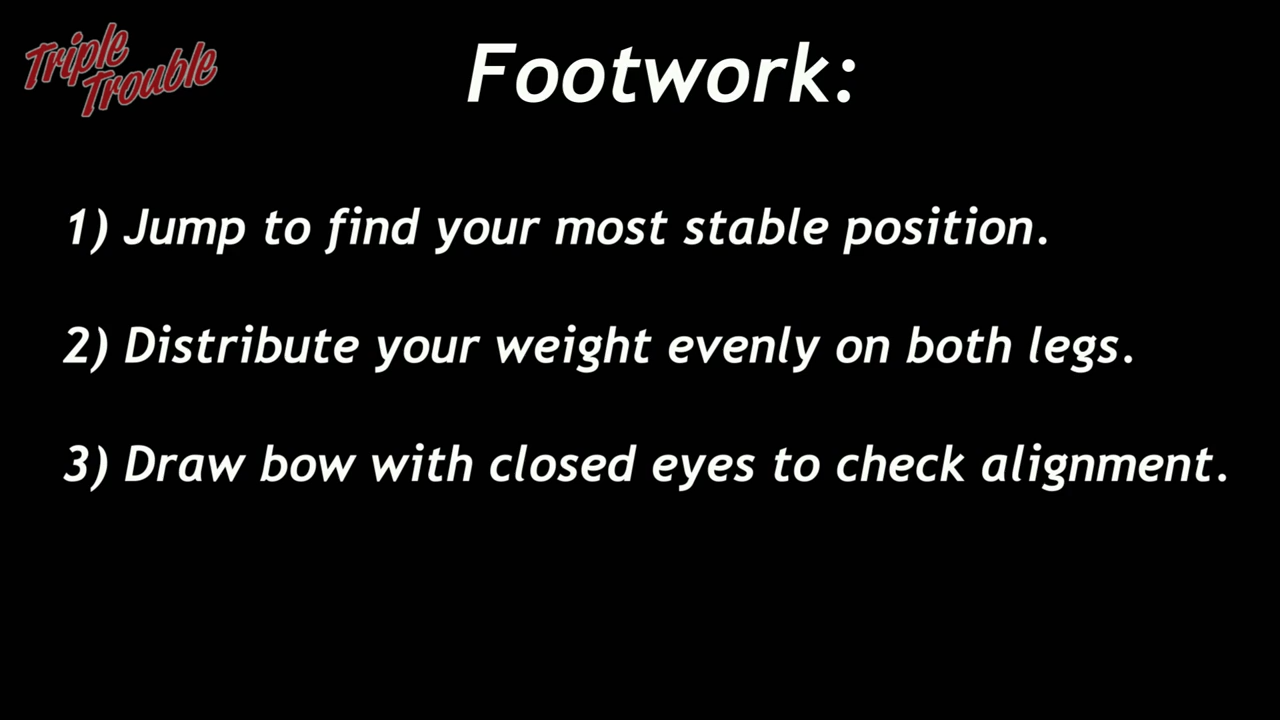 Triple
Trouble
Footwork:
1) Jump to find your most stable position.
2) Distribute your weight evenly on both legs.
3) Draw bow with closed eyes to check alignment.